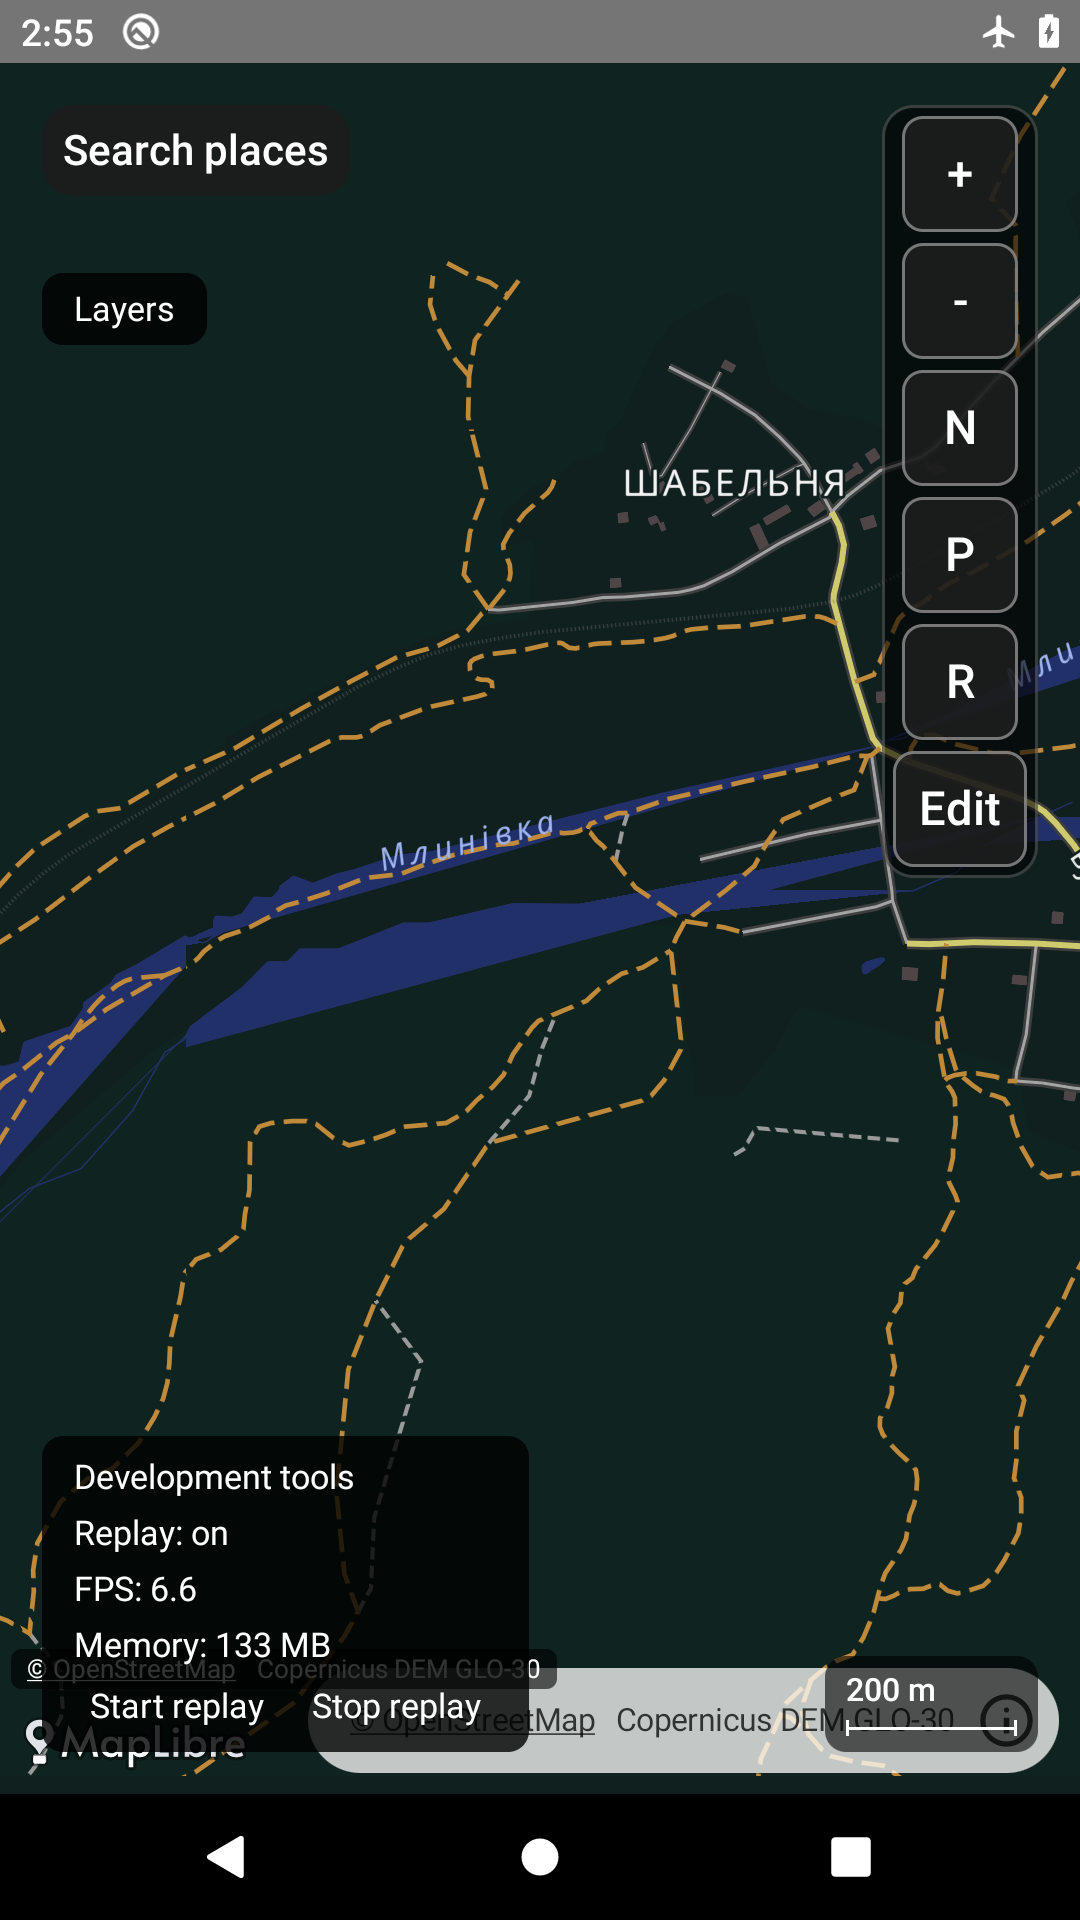 2:55
Search places
+
Layers
-
N
ШАБЕЛЬНЯ
P
R
Мли
Edit
Млинівка
Development tools
Replay: on
FPS: 6.6
Memory: 133 MB
© OpenStreetMap Copernicus DEM GLO-30
Start replay Stop replay
200 m
© OpenStreetMap Copernicus DEM GLO-30
MapLibre